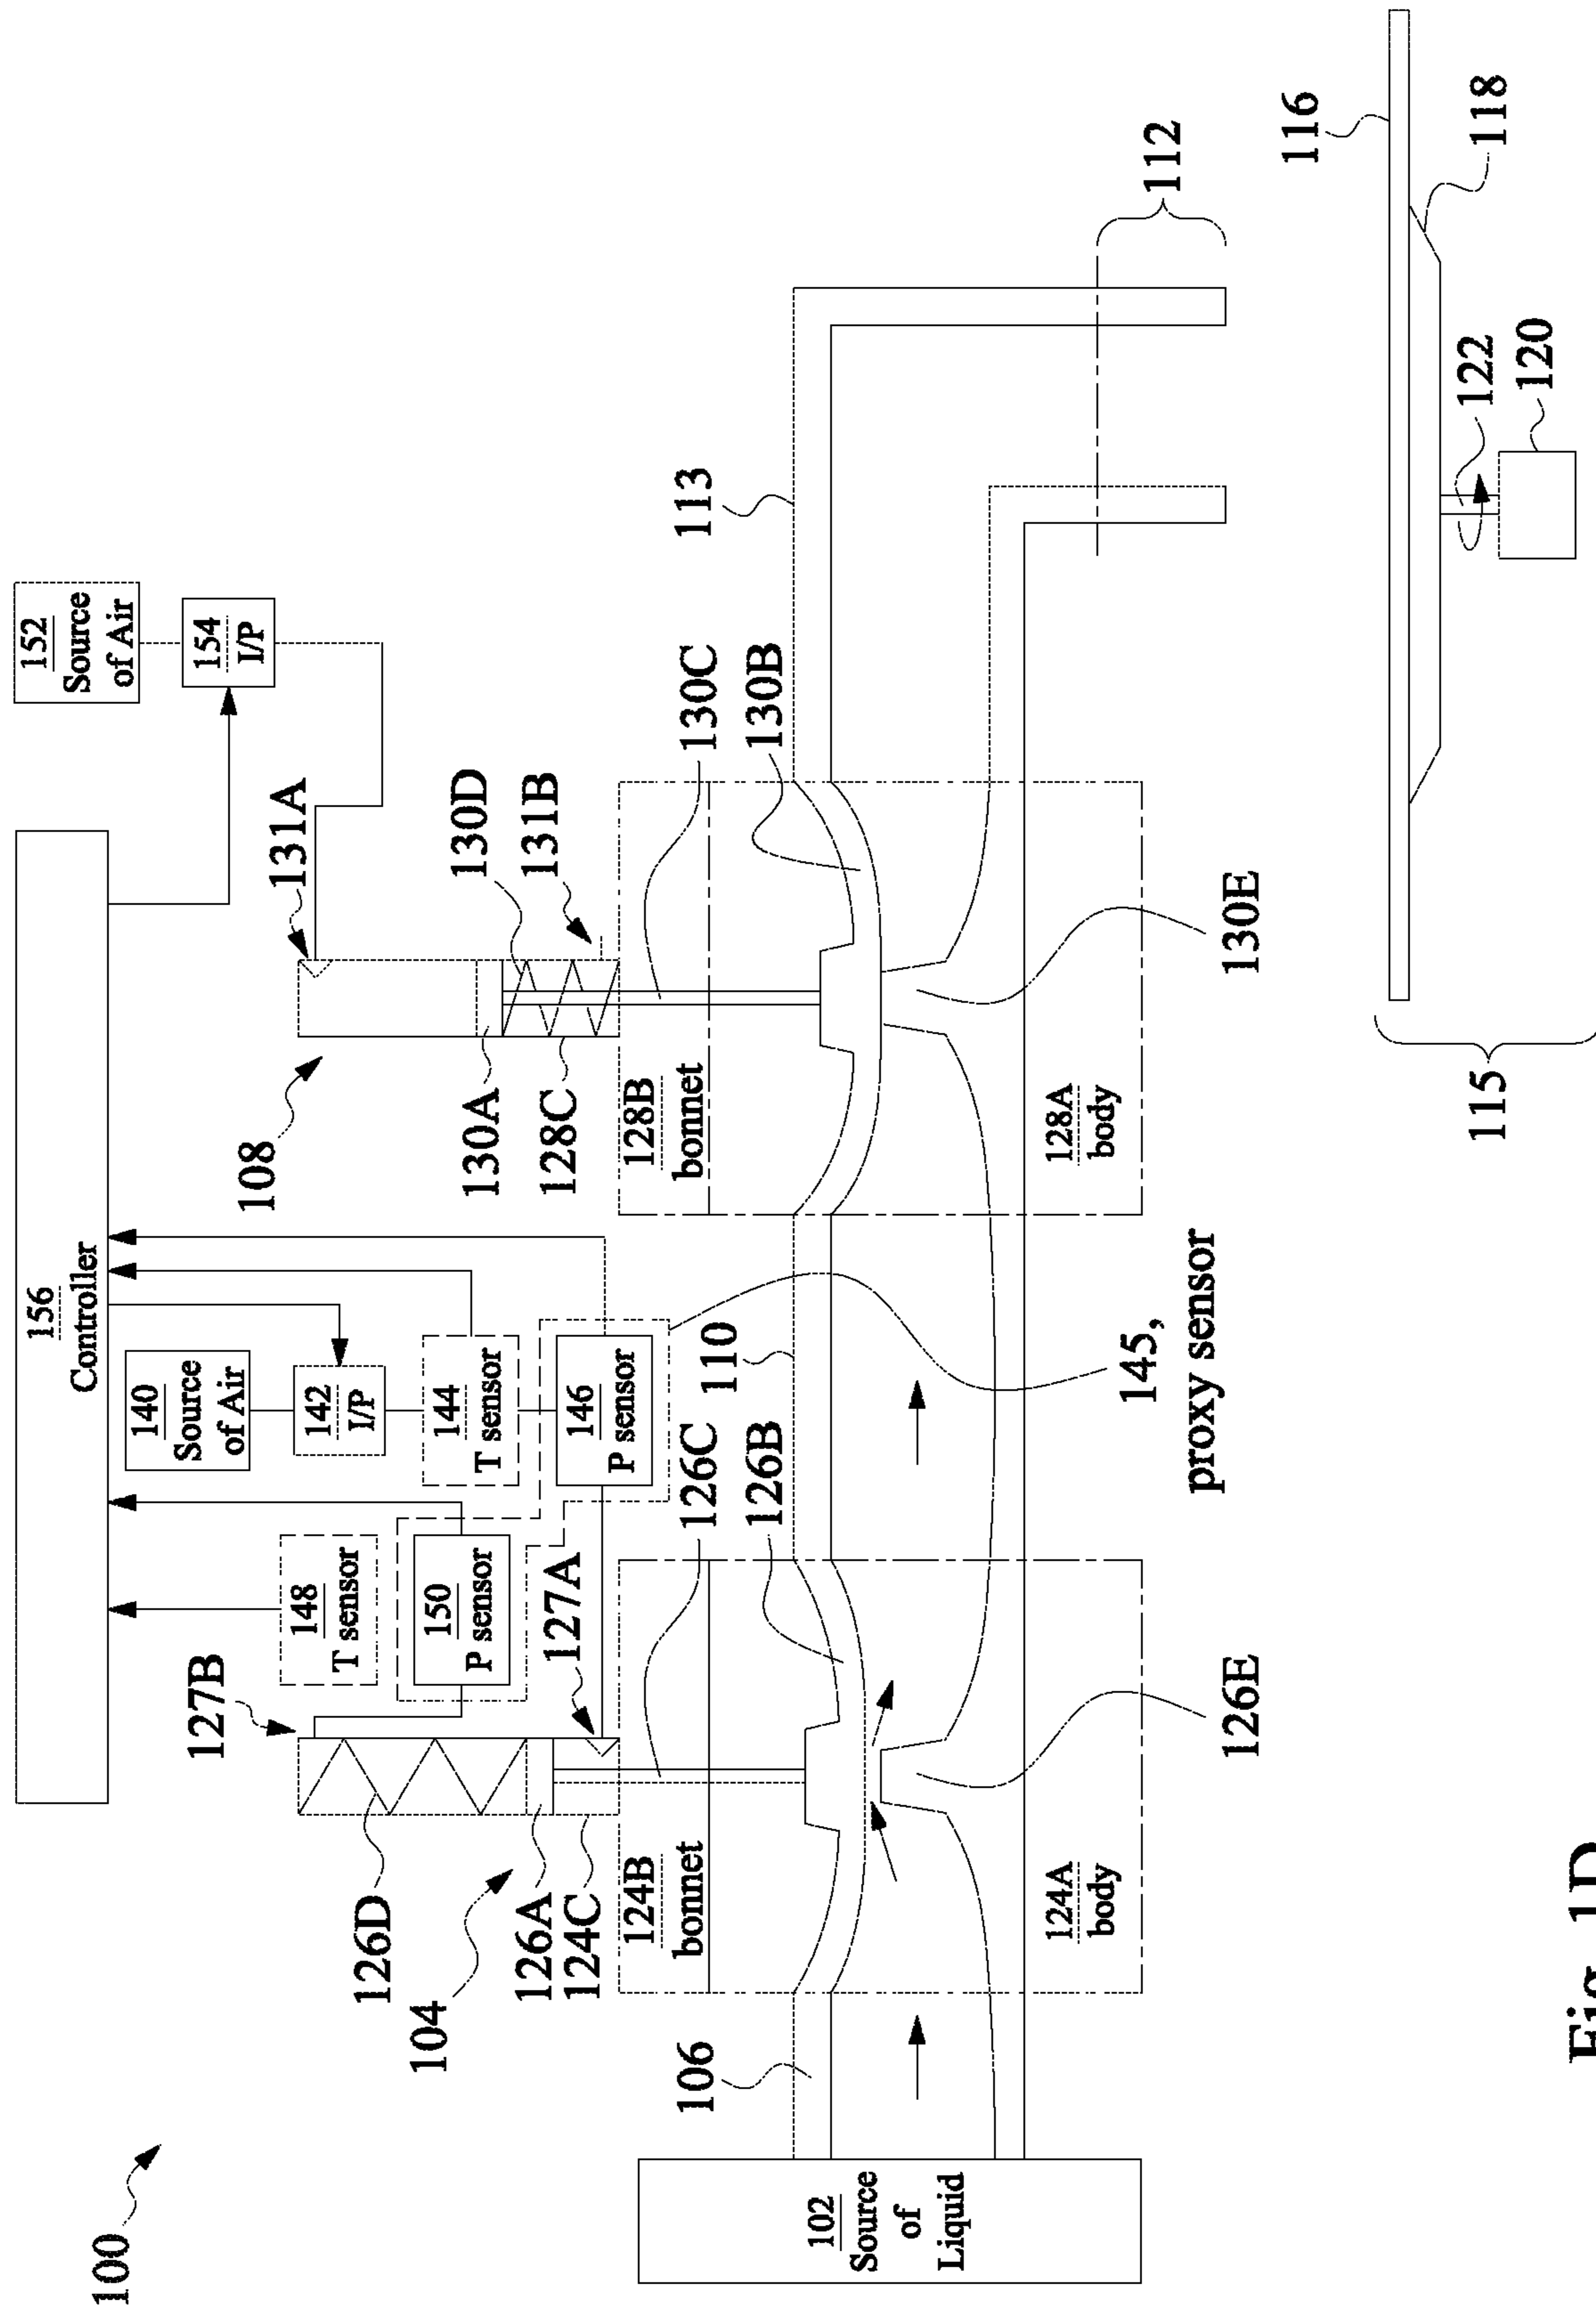 100
156
Controller
152
Source
of Air
154
I/P
140
Source
of Air
142
I/P
144
T sensor
146
P sensor
148
T sensor
150
P sensor
127B
127A
126D
104
126A
124C
124B
bonnet
126C
126B
110
108
131A
130D
131B
130A
128C
128B
bonnet
130C
130B
113
112
106
102
Source
of
Liquid
124A
body
126E
145,
proxy sensor
128A
body
130E
116
118
122
120
115
Fig. 1D